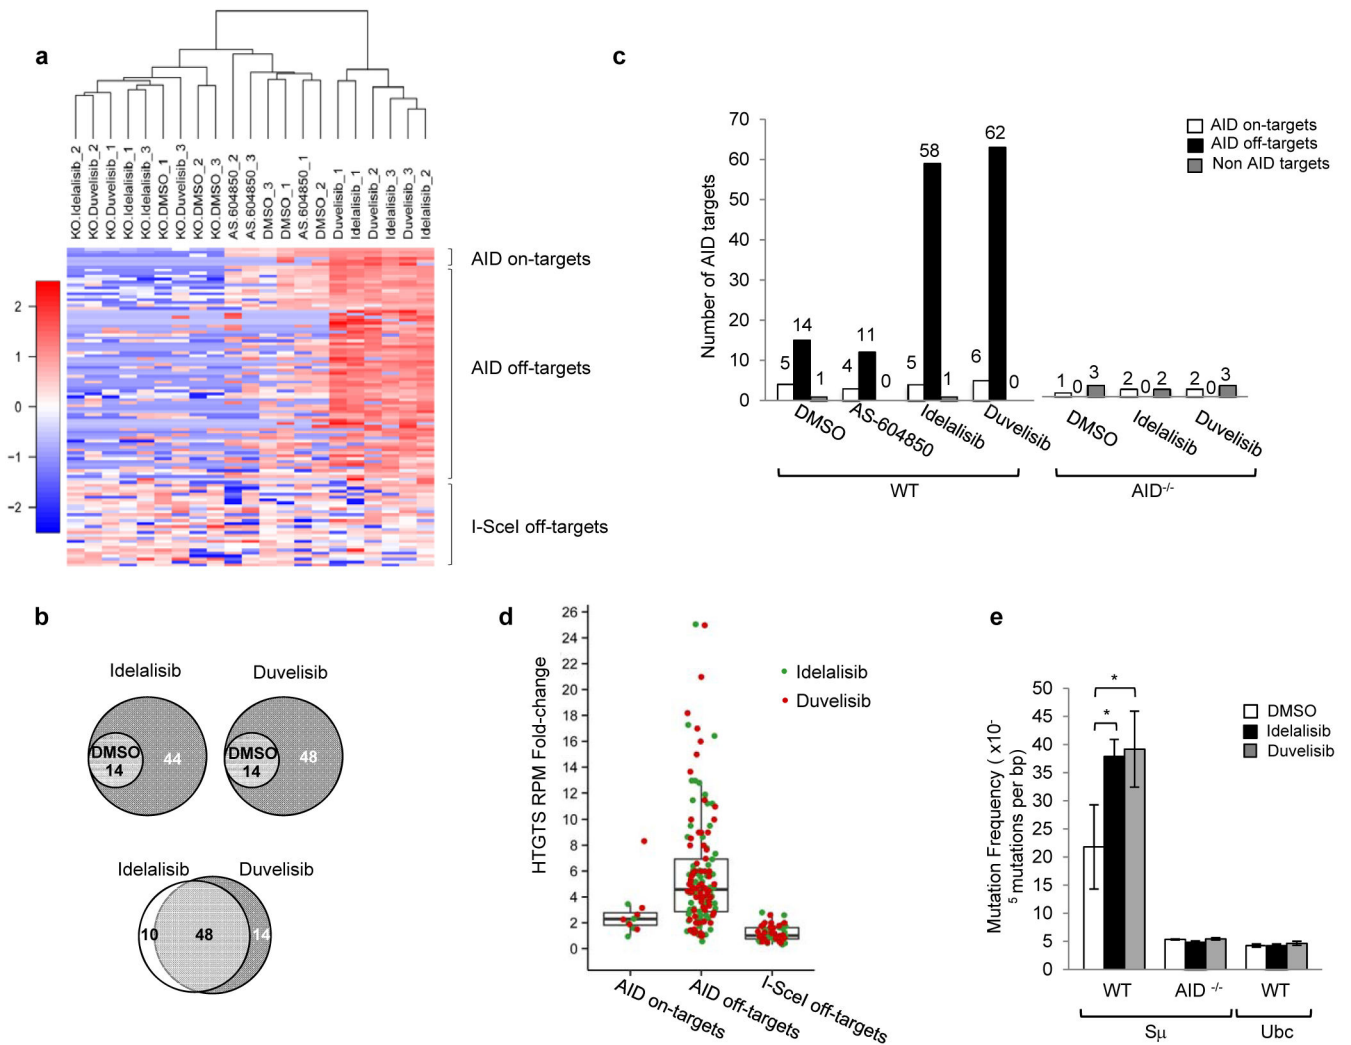 a
KO.Idelalisib_2
KO.Duvelisib_2
KO.Duvelisib_1
KO.Idelalisib_1
KO.Idelalisib_3
KO.DMSO_1
KO.Duvelisib_3
KO.DMSO_2
KO.DMSO_3
AS.604850_2
AS.604850_3
DMSO_3
DMSO_1
AS.604850_1
DMSO_2
Duvelisib_1
Idelalisib_1
Duvelisib_2
Idelalisib_3
Duvelisib_3
Idelalisib_2
2
1
0
−1
−2
AID on-targets
AID off-targets
I-SceI off-targets
b
Idelalisib
Duvelisib
DMSO
14
44
DMSO
14
48
Idelalisib
Duvelisib
10
48
14
c
Number of AID targets
70
60
50
40
30
20
10
0
5
14
1
4
11
0
5
58
1
6
62
0
1
0
3
2
0
2
2
0
3
DMSO
AS-604850
Idelalisib
Duvelisib
DMSO
Idelalisib
Duvelisib
WT
AID-/-
AID on-targets
AID off-targets
Non AID targets
d
HTGTS RPM Fold-change
26
24
22
20
18
16
14
12
10
8
6
4
2
0
Idelalisib
Duvelisib
AID on-targets
AID off-targets
I-SceI off-targets
e
Mutation Frequency ( x10-
5 mutations per bp)
50
45
40
35
30
25
20
15
10
5
0
*
*
DMSO
Idelalisib
Duvelisib
WT
AID -/-
WT
Sμ
Ubc